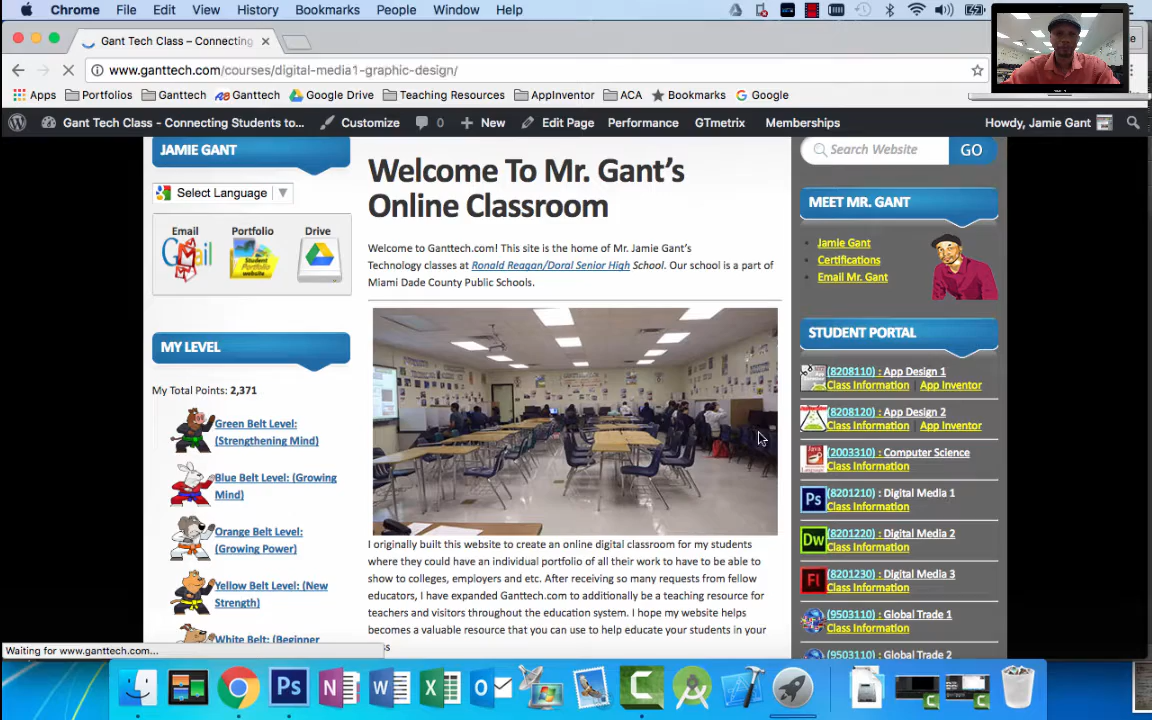 Chrome File Edit View History Bookmarks People Window Help
Gant Tech Class – Connecting
www.ganttech.com/courses/digital-media1-graphic-design/
Apps Portfolios Ganttech Ganttech Google Drive Teaching Resources AppInventor ACA Bookmarks Google
Gant Tech Class - Connecting Students to... Customize 0 New Edit Page Performance GTmetrix Memberships Howdy, Jamie Gant
JAMIE GANT
Select Language
Email Portfolio Drive
Gmail
Student
Portfolio
website
MY LEVEL
My Total Points: 2,371
Green Belt Level:
(Strengthening Mind)
Blue Belt Level: (Growing
Mind)
Orange Belt Level:
(Growing Power)
Yellow Belt Level: (New
Strength)
White Belt: (Beginner
Welcome To Mr. Gant's
Online Classroom
Welcome to Ganttech.com! This site is the home of Mr. Jamie Gant's
Technology classes at Ronald Reagan/Doral Senior High School. Our school is a part of
Miami Dade County Public Schools.
I originally built this website to create an online digital classroom for my students
where they could have an individual portfolio of all their work to have to be able to
show to colleges, employers and etc. After receiving so many requests from fellow
educators, I have expanded Ganttech.com to additionally be a teaching resource for
teachers and visitors throughout the education system. I hope my website helps
becomes a valuable resource that you can use to help educate your students in your
Search Website GO
MEET MR. GANT
Jamie Gant
Certifications
Email Mr. Gant
STUDENT PORTAL
(8208110) : App Design 1
Class Information | App Inventor
(8208120) : App Design 2
Class Information | App Inventor
(2003310) : Computer Science
Class Information
Ps (8201210) : Digital Media 1
Class Information
Dw (8201220) : Digital Media 2
Class Information
Fl (8201230) : Digital Media 3
Class Information
(9503110) : Global Trade 1
Class Information
(9503120) : Global Trade 2
Waiting for www.ganttech.com...
Ps N W X O C